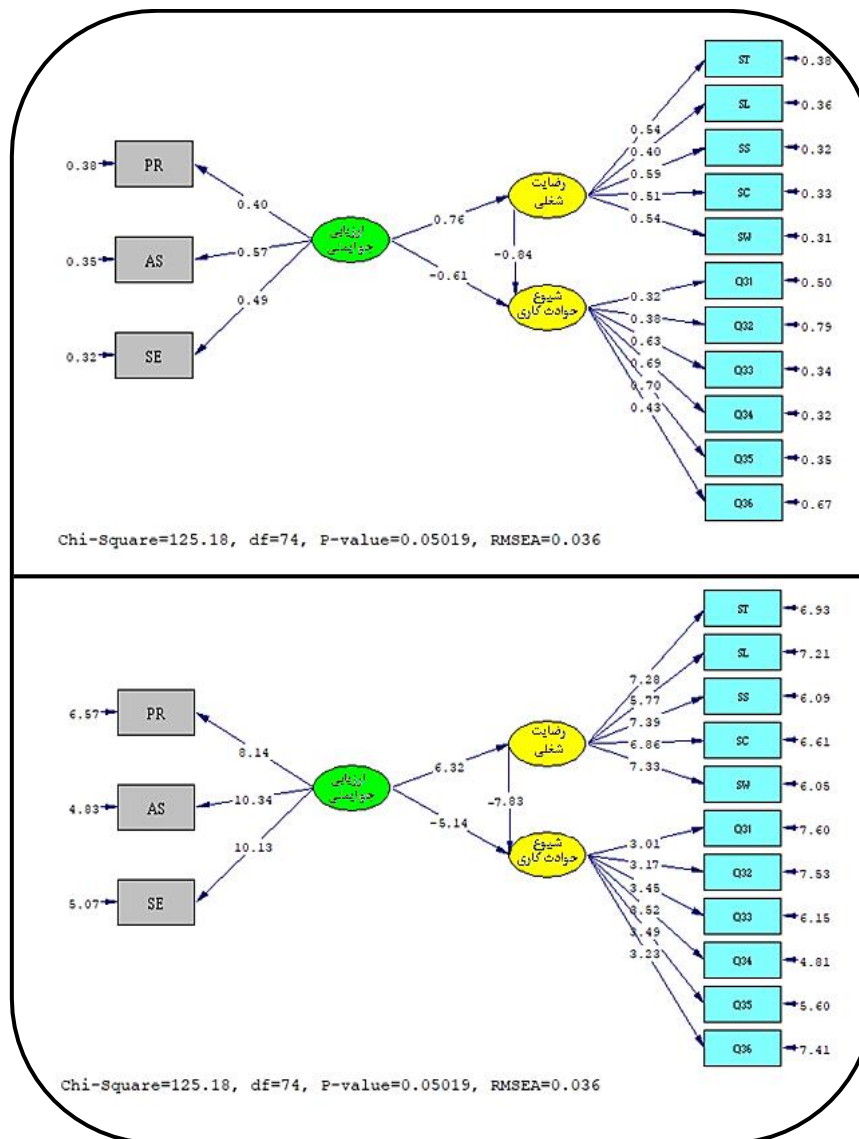 ST
0.38
SL
0.36
0.54
0.40
PR
0.38
SS
0.32
0.59
رضایت
شغلی
0.51
SC
0.33
0.40
0.76
0.54
SW
0.31
ارزیابی
جو ایمنی
-0.84
AS
0.35
0.57
-0.61
Q31
0.50
0.32
شیوع
حوادث کاری
0.49
0.38
Q32
0.79
0.63
SE
0.32
0.69
Q33
0.34
0.70
0.43
Q34
0.32
Q35
0.35
Q36
0.67
Chi-Square=125.18, df=74, P-value=0.05019, RMSEA=0.036
ST
6.93
SL
7.21
7.28
5.77
PR
6.57
SS
6.09
7.39
رضایت
شغلی
6.86
SC
6.61
8.14
6.32
7.33
SW
6.05
ارزیابی
جو ایمنی
-7.83
AS
4.83
10.34
-5.14
Q31
7.60
3.01
شیوع
حوادث کاری
10.13
3.17
Q32
7.53
3.45
SE
5.07
3.52
Q33
6.15
3.49
3.23
Q34
4.81
Q35
5.60
Q36
7.41
Chi-Square=125.18, df=74, P-value=0.05019, RMSEA=0.036